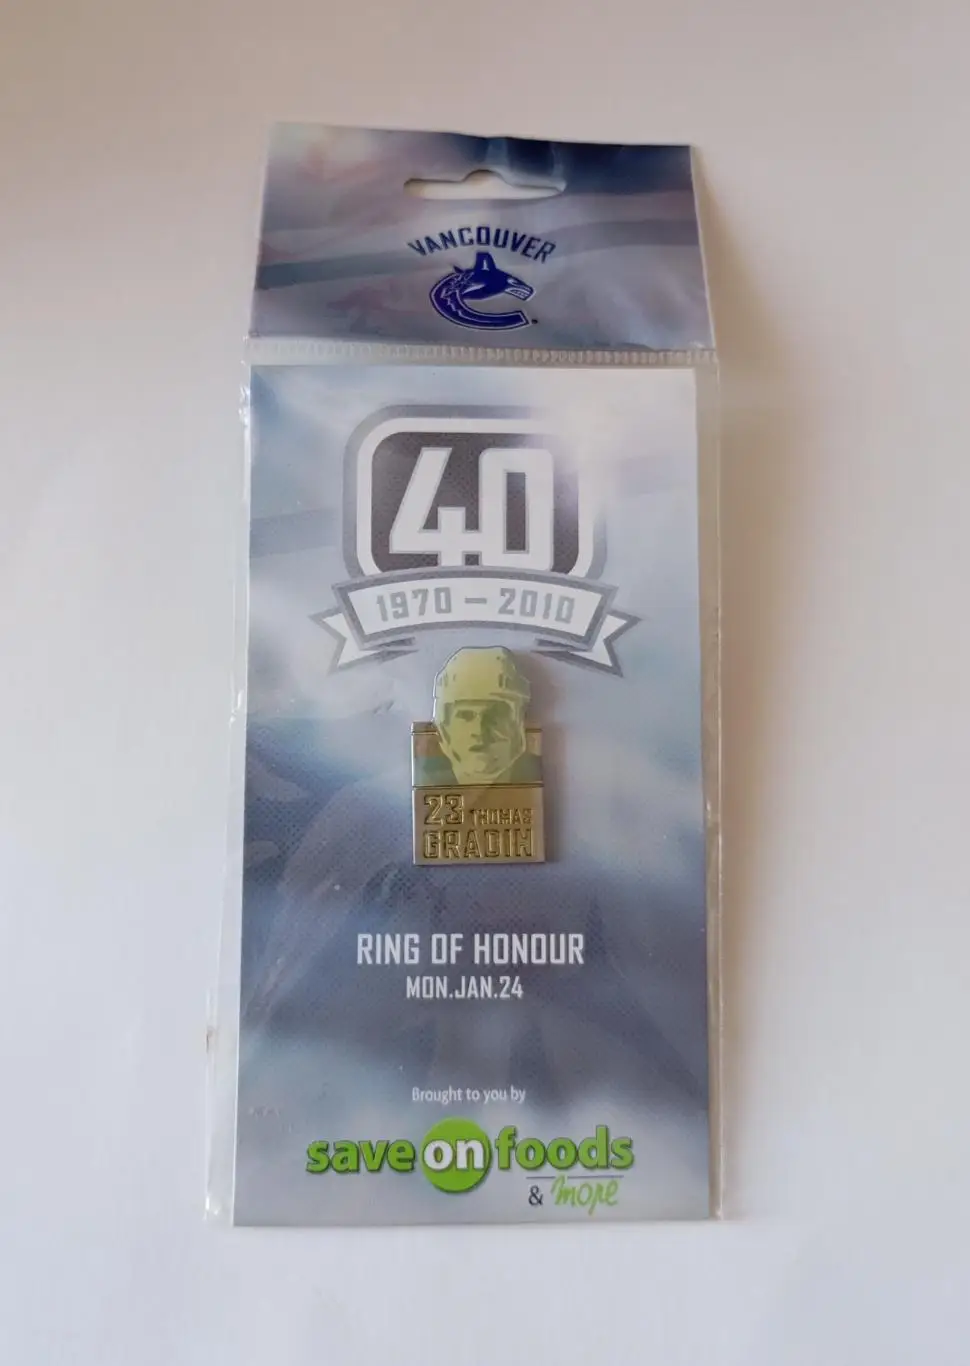 VANCOUVER
40
1970 – 2010
23 THOMAS
GRADIN
RING OF HONOUR
MON.JAN.24
Brought to you by
save on foods
& more